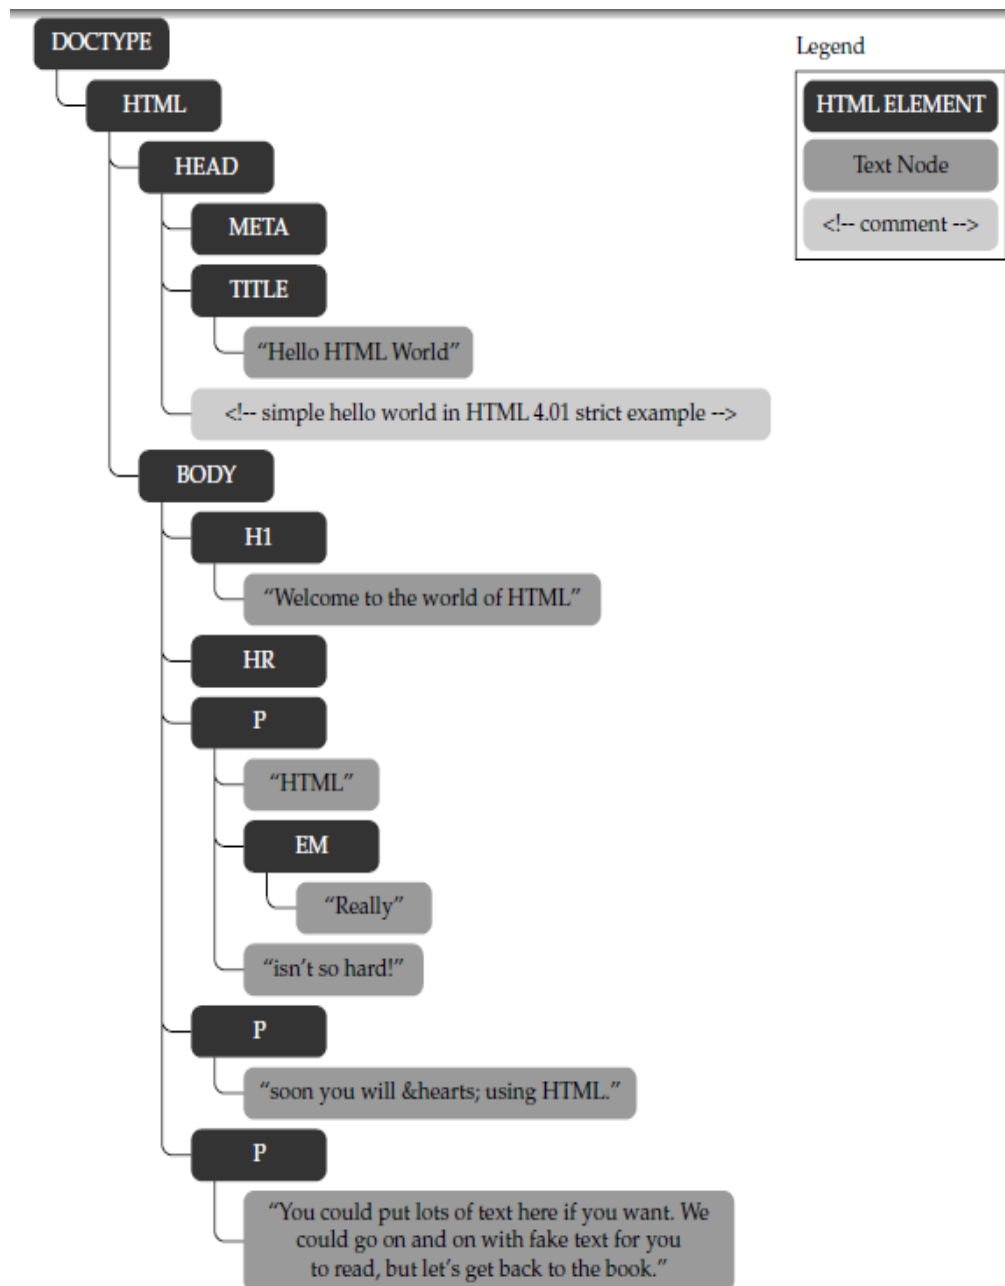 DOCTYPE
Legend
HTML
HTML ELEMENT
HEAD
Text Node
META
<!-- comment -->
TITLE
“Hello HTML World”
<!-- simple hello world in HTML 4.01 strict example -->
BODY
H1
“Welcome to the world of HTML”
HR
P
“HTML”
EM
“Really”
“isn’t so hard!”
P
“soon you will &hearts; using HTML.”
P
“You could put lots of text here if you want. We
could go on and on with fake text for you
to read, but let’s get back to the book.”